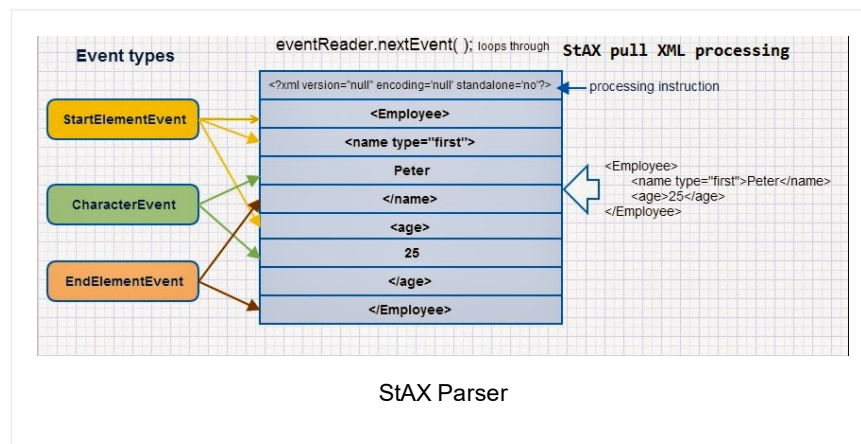 Event types
eventReader.nextEvent( ); loops through
StAX pull XML processing
<?xml version="null" encoding='null' standalone='no'?>
processing instruction
StartElementEvent
<Employee>
<name type="first">
Peter
CharacterEvent
</name>
<age>
25
EndElementEvent
</age>
</Employee>
<Employee>
<name type="first">Peter</name>
<age>25</age>
</Employee>
StAX Parser